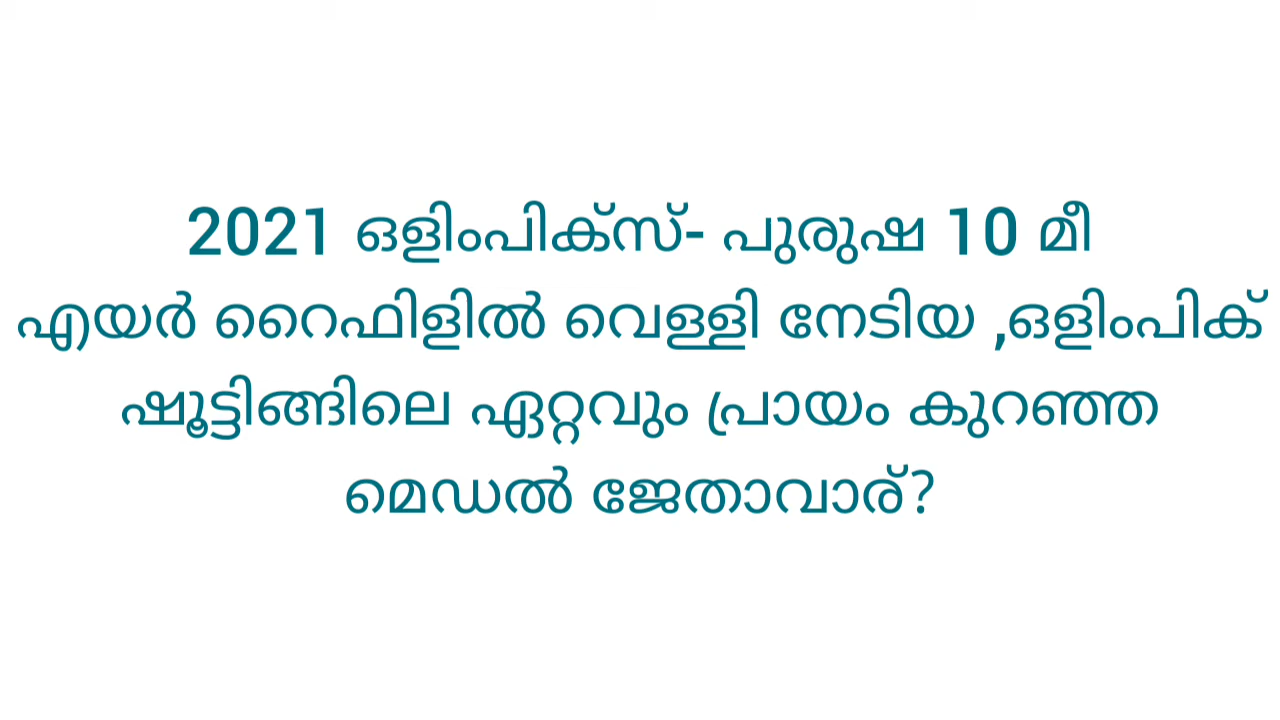 2021 ഒളിംപിക്സ്- പുരുഷ 10 മീ
എയർ റൈഫിളിൽ വെള്ളി നേടിയ ,ഒളിംപിക്
ഷൂട്ടിങ്ങിലെ ഏറ്റവും പ്രായം കുറഞ്ഞ
മെഡൽ ജേതാവാര്?